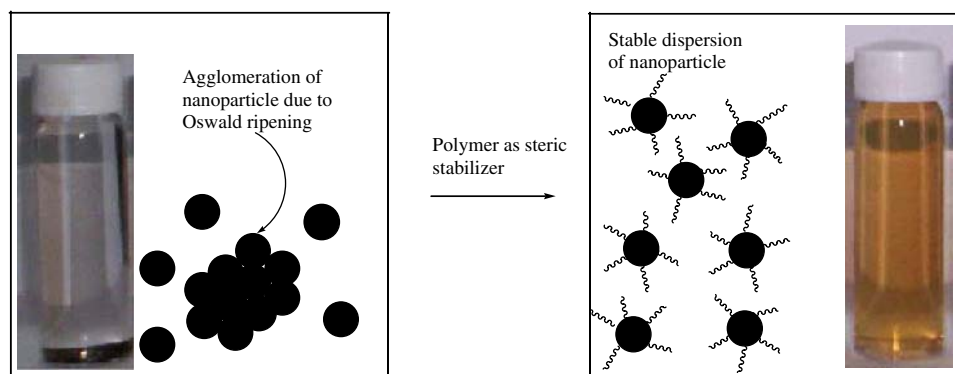 Agglomeration of
nanoparticle due to
Oswald ripening
Polymer as steric
stabilizer
Stable dispersion
of nanoparticle